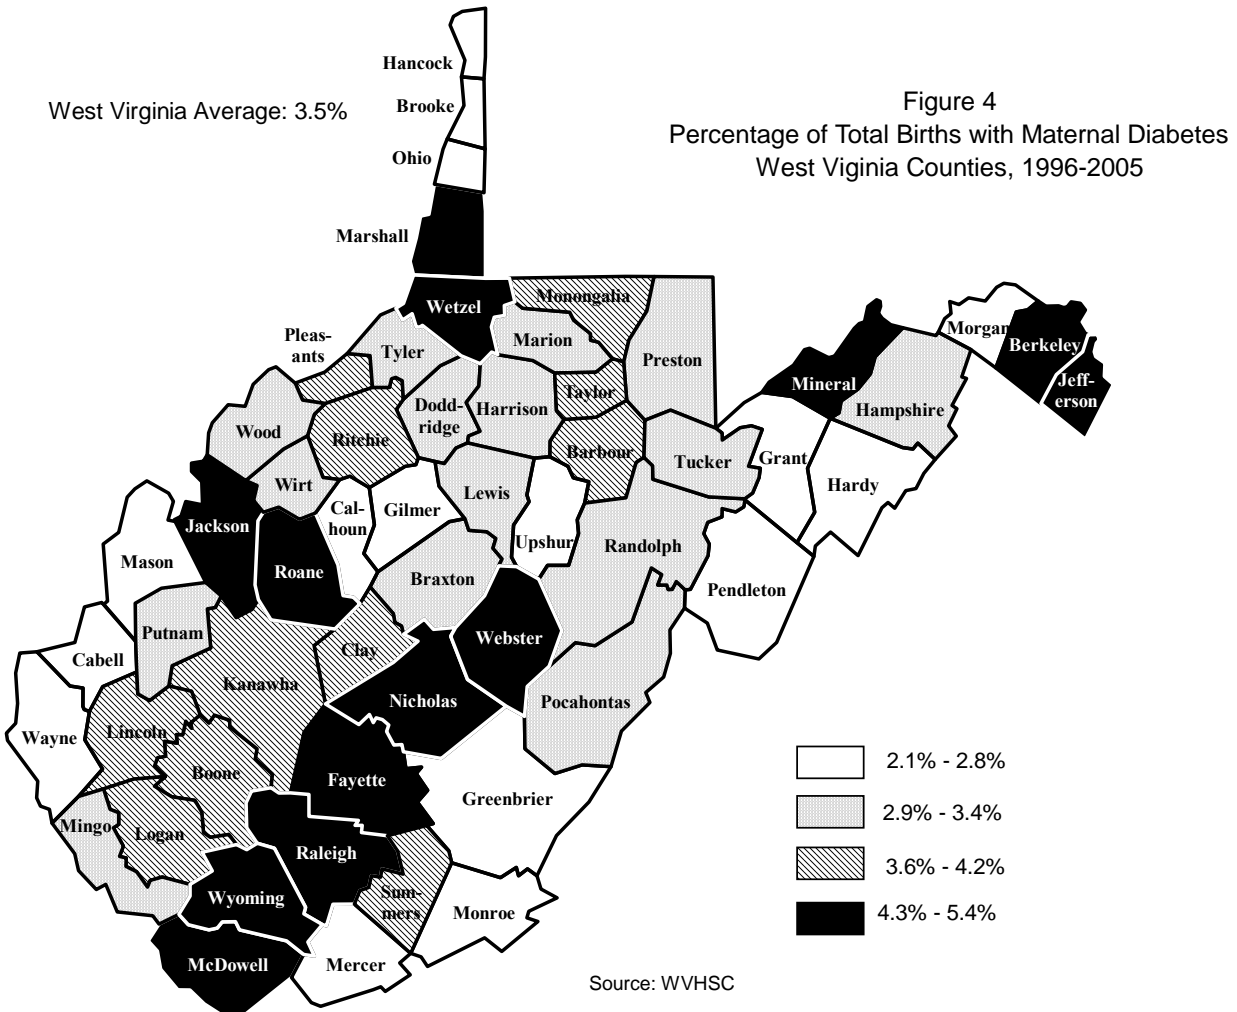 Hancock
West Virginia Average: 3.5%
Brooke
Figure 4
Percentage of Total Births with Maternal Diabetes
West Viginia Counties, 1996-2005
Ohio
Marshall
Wetzel
Monongalia
Pleas-
ants
Tyler
Marion
Preston
Morgan
Berkeley
Jeff-
erson
Mineral
Hampshire
Taylor
Dodd-
ridge
Harrison
Wood
Ritchie
Barbour
Tucker
Grant
Hardy
Wirt
Cal-
houn
Gilmer
Lewis
Upshur
Randolph
Jackson
Roane
Braxton
Pendleton
Mason
Putnam
Clay
Webster
Cabell
Kanawha
Nicholas
Pocahontas
Wayne
Lincoln
Boone
Fayette
Greenbrier
Mingo
Logan
Raleigh
Wyoming
Sum-
mers
Monroe
McDowell
Mercer
2.1% - 2.8%
2.9% - 3.4%
3.6% - 4.2%
4.3% - 5.4%
Source: WVHSC